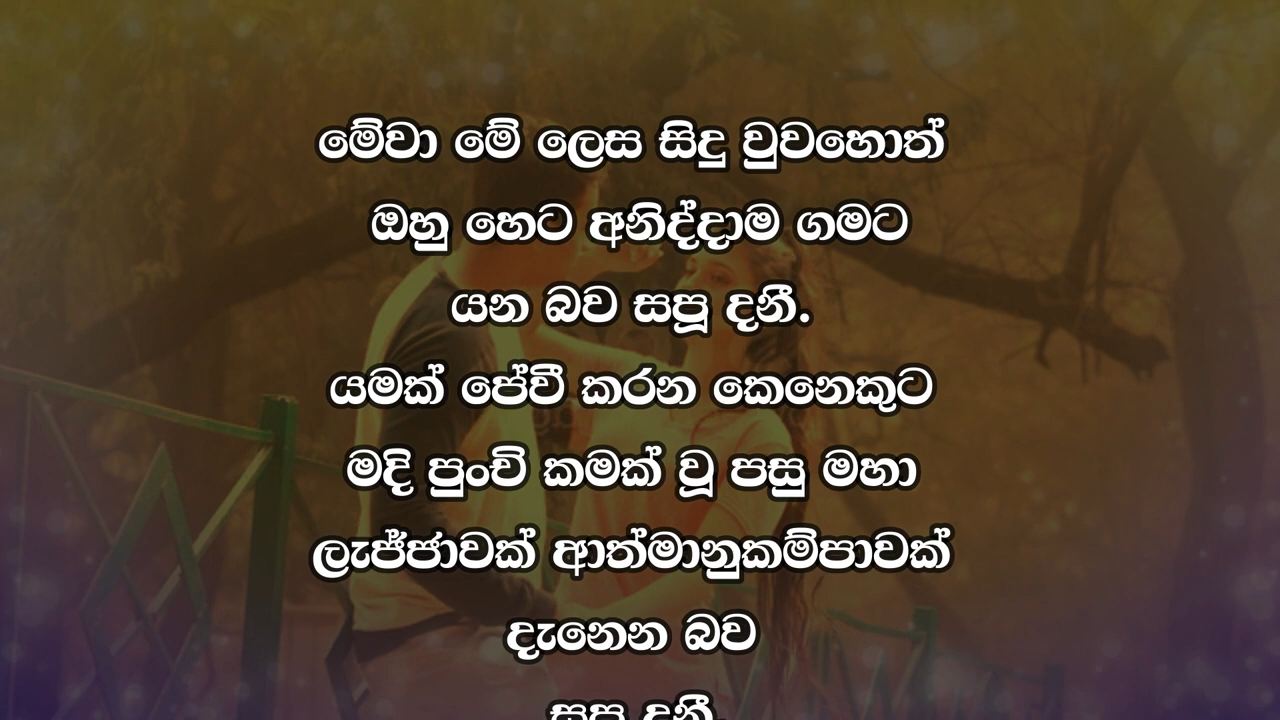 මේවා මේ ලෙස සිදු වුවහොත්
ඔහු හෙට අනිද්දාම ගමට
යන බව සපූ දනී.
යමක් පේවී කරන කෙනෙකුට
මදි පුංචි කමක් වූ පසු මහා
ලැජ්ජාවක් ආත්මානුකම්පාවක්
දැනෙන බව
සපූ දනී.